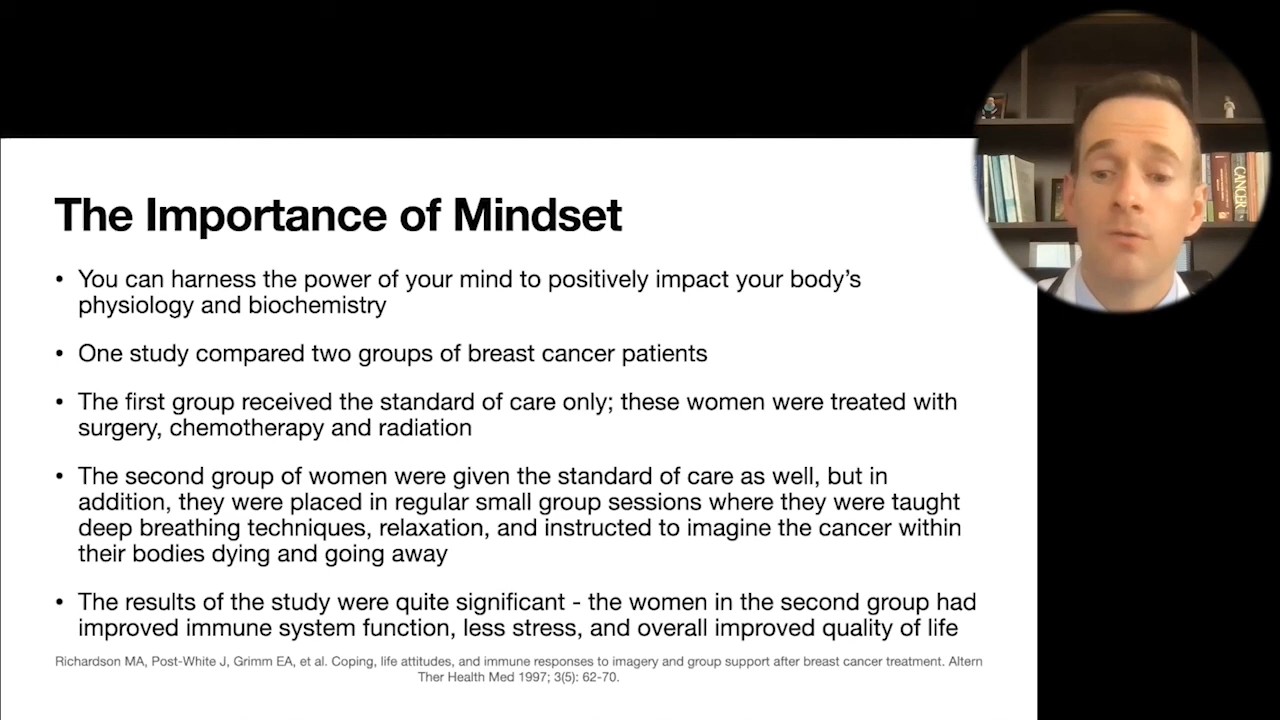 The Importance of Mindset
• You can harness the power of your mind to positively impact your body’s
physiology and biochemistry
• One study compared two groups of breast cancer patients
• The first group received the standard of care only; these women were treated with
surgery, chemotherapy and radiation
• The second group of women were given the standard of care as well, but in
addition, they were placed in regular small group sessions where they were taught
deep breathing techniques, relaxation, and instructed to imagine the cancer within
their bodies dying and going away
• The results of the study were quite significant - the women in the second group had
improved immune system function, less stress, and overall improved quality of life
Richardson MA, Post-White J, Grimm EA, et al. Coping, life attitudes, and immune responses to imagery and group support after breast cancer treatment. Altern
Ther Health Med 1997; 3(5): 62-70.
CANCER